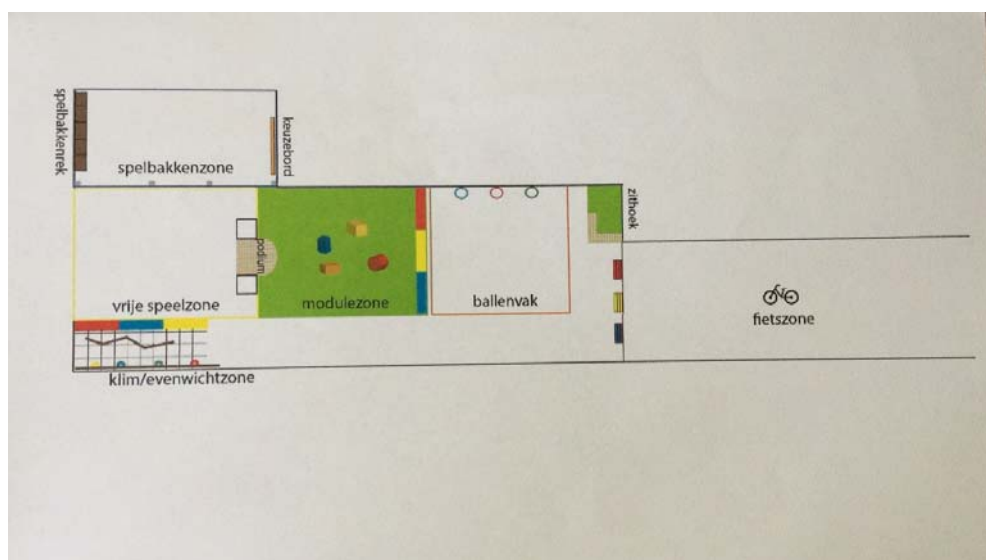 spelbakkenrek
keuzebord
spelbakkenzone
zithoek
podium
vrije speelzone
modulezone
ballenvak
fietszone
klim/evenwichtzone